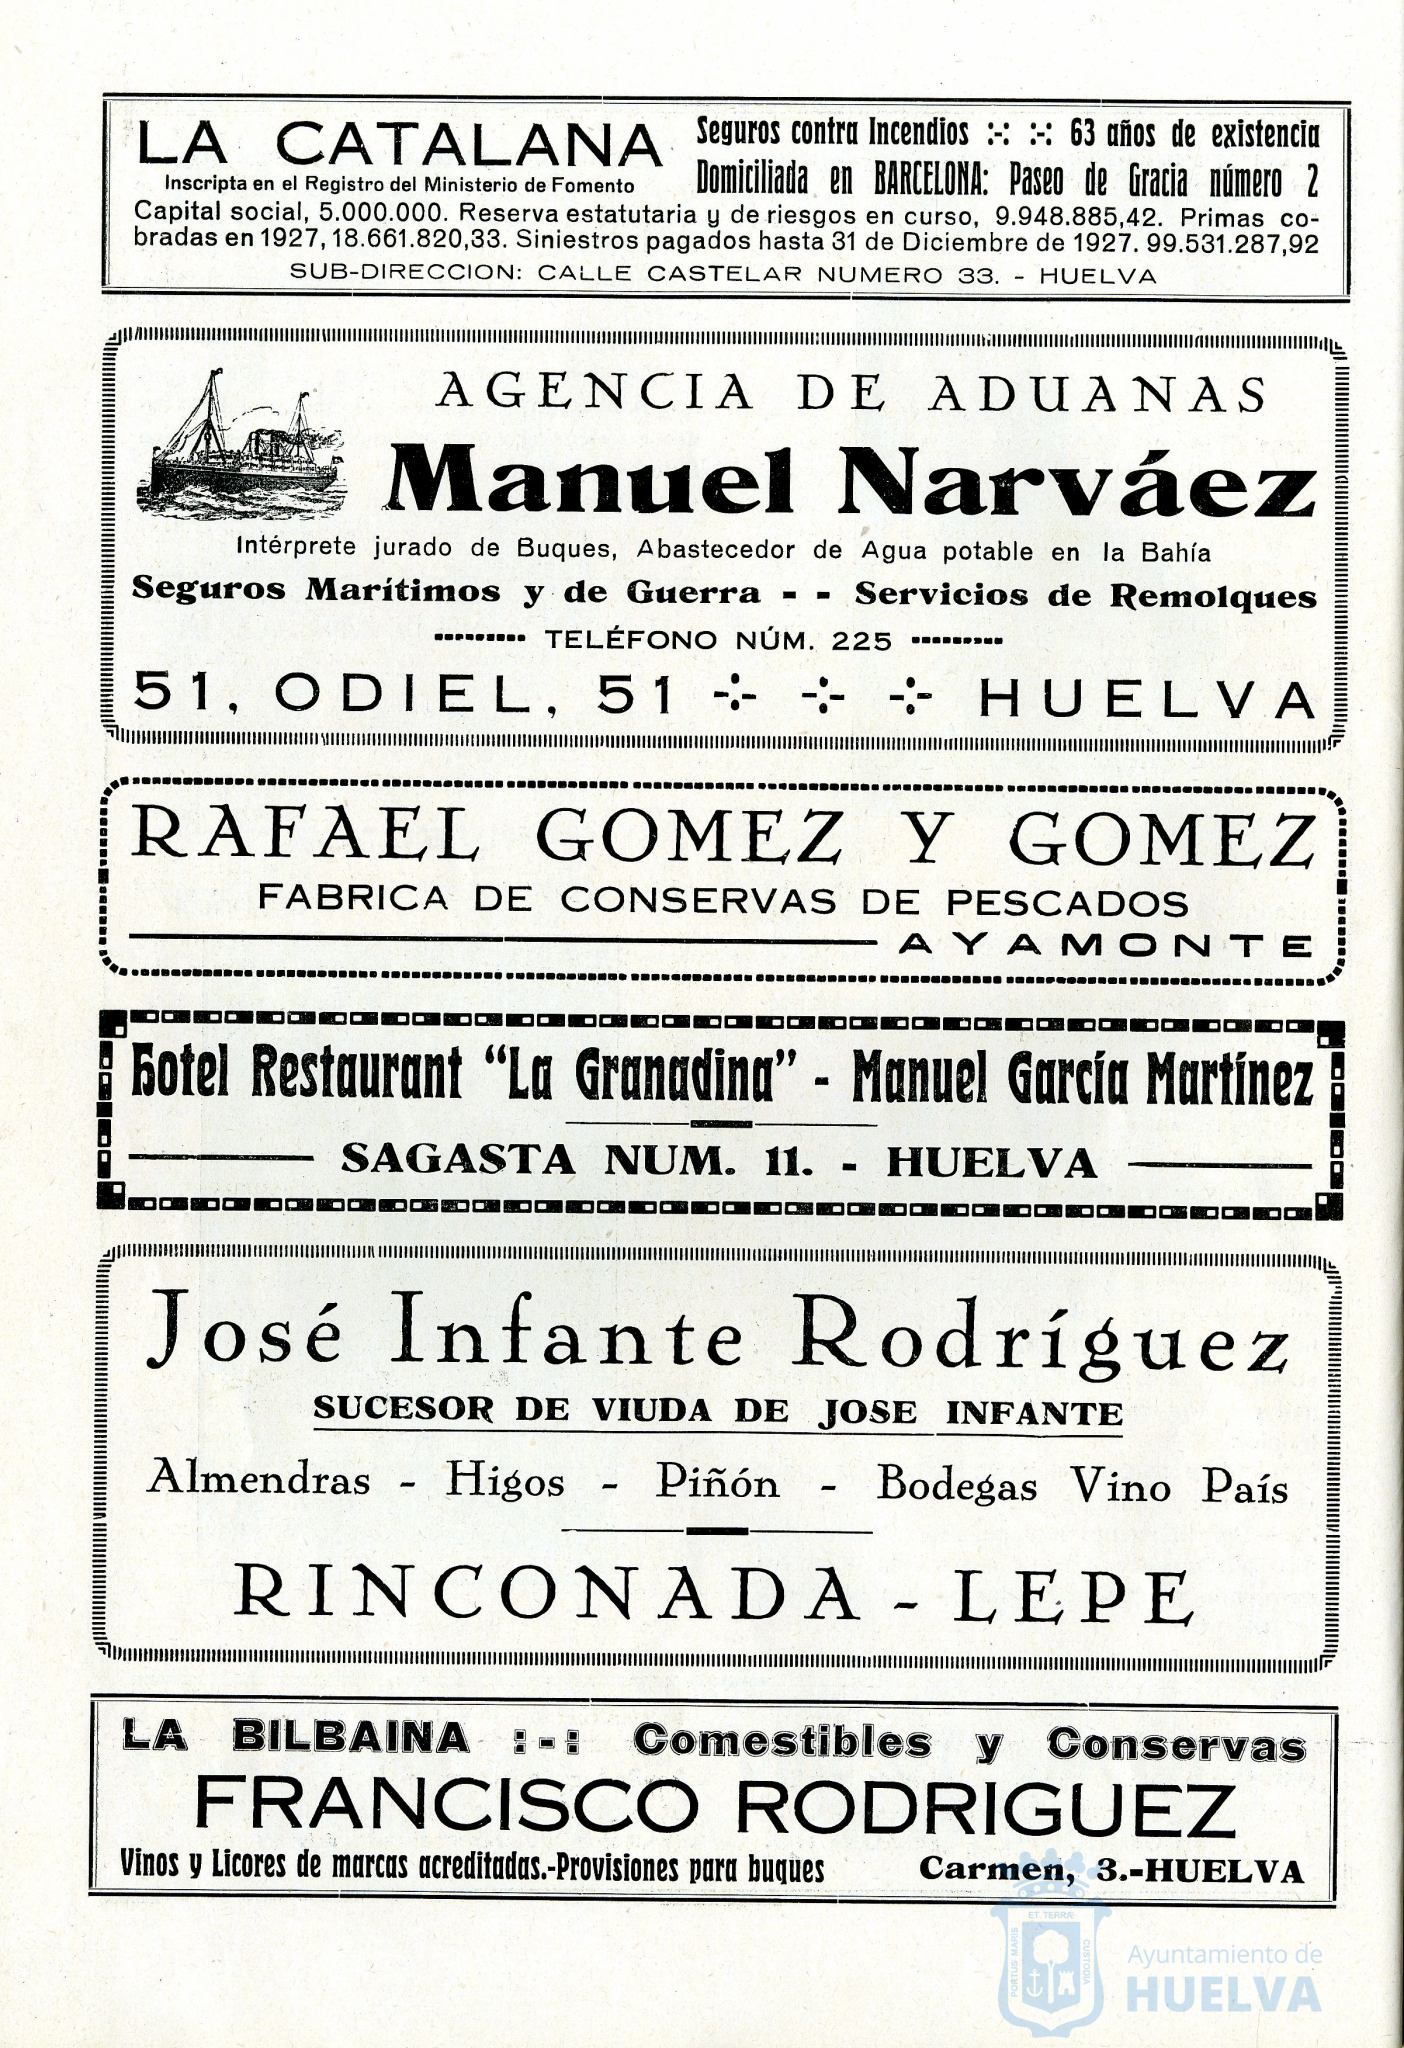 LA CATALANA
Inscripta en el Registro del Ministerio de Fomento
Seguros contra Incendios :-: :-: 63 años de existencia
Domiciliada en BARCELONA: Paseo de Gracia número 2
Capital social, 5.000.000. Reserva estatutaria y de riesgos en curso, 9.948.885,42. Primas co-
bradas en 1927, 18.661.820,33. Siniestros pagados hasta 31 de Diciembre de 1927. 99.531.287,92
SUB-DIRECCION: CALLE CASTELAR NUMERO 33. - HUELVA
AGENCIA DE ADUANAS
Manuel Narváez
Intérprete jurado de Buques, Abastecedor de Agua potable en la Bahía
Seguros Marítimos y de Guerra - - Servicios de Remolques
TELÉFONO NÚM. 225
51, ODIEL, 51 -:- -:- -:- HUELVA
RAFAEL GOMEZ Y GOMEZ
FABRICA DE CONSERVAS DE PESCADOS
AYAMONTE
Hotel Restaurant “La Granadina” - Manuel García Martínez
SAGASTA NUM. 11. - HUELVA
José Infante Rodríguez
SUCESOR DE VIUDA DE JOSE INFANTE
Almendras - Higos - Piñón - Bodegas Vino País
RINCONADA - LEPE
LA BILBAINA :-: Comestibles y Conservas
FRANCISCO RODRIGUEZ
Vinos y Licores de marcas acreditadas.-Provisiones para buques Carmen, 3.-HUELVA
PORTUS MARIS
ET TERRA
CUSTODIA
Ayuntamiento de
HUELVA